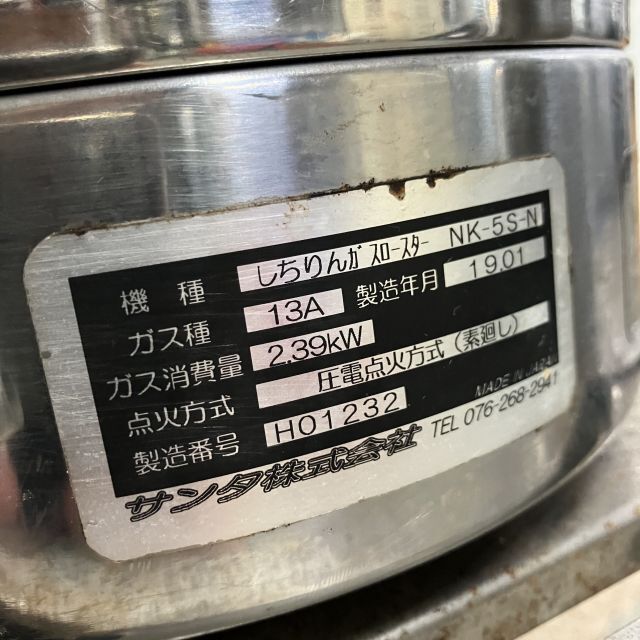 機種 しちりんガスロースター NK-5S-N
ガス種 13A 製造年月 19.01
ガス消費量 2.39kW
点火方式 圧電点火方式(素廻し)
製造番号 H01232 MADE IN JAPAN
サンタ株式会社 TEL 076-268-2941